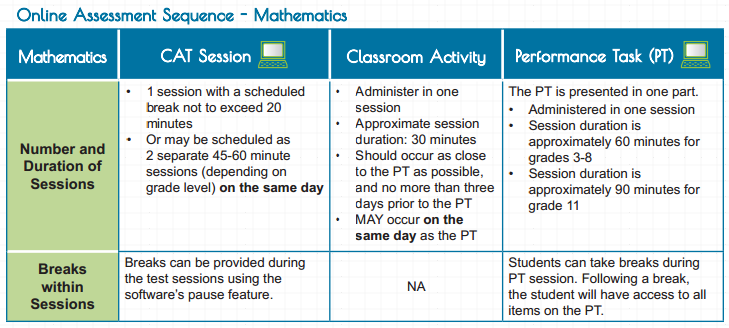 Online Assessment Sequence – Mathematics
Mathematics
CAT Session
Classroom Activity
Performance Task (PT)
Number and
Duration of
Sessions
• 1 session with a scheduled
break not to exceed 20
minutes
• Or may be scheduled as
2 separate 45-60 minute
sessions (depending on
grade level) on the same day
• Administer in one
session
• Approximate session
duration: 30 minutes
• Should occur as close
to the PT as possible,
and no more than three
days prior to the PT
• MAY occur on the
same day as the PT
The PT is presented in one part.
• Administered in one session
• Session duration is
approximately 60 minutes for
grades 3-8
• Session duration is
approximately 90 minutes for
grade 11
Breaks
within
Sessions
Breaks can be provided during
the test sessions using the
software's pause feature.
NA
Students can take breaks during
PT session. Following a break,
the student will have access to all
items on the PT.